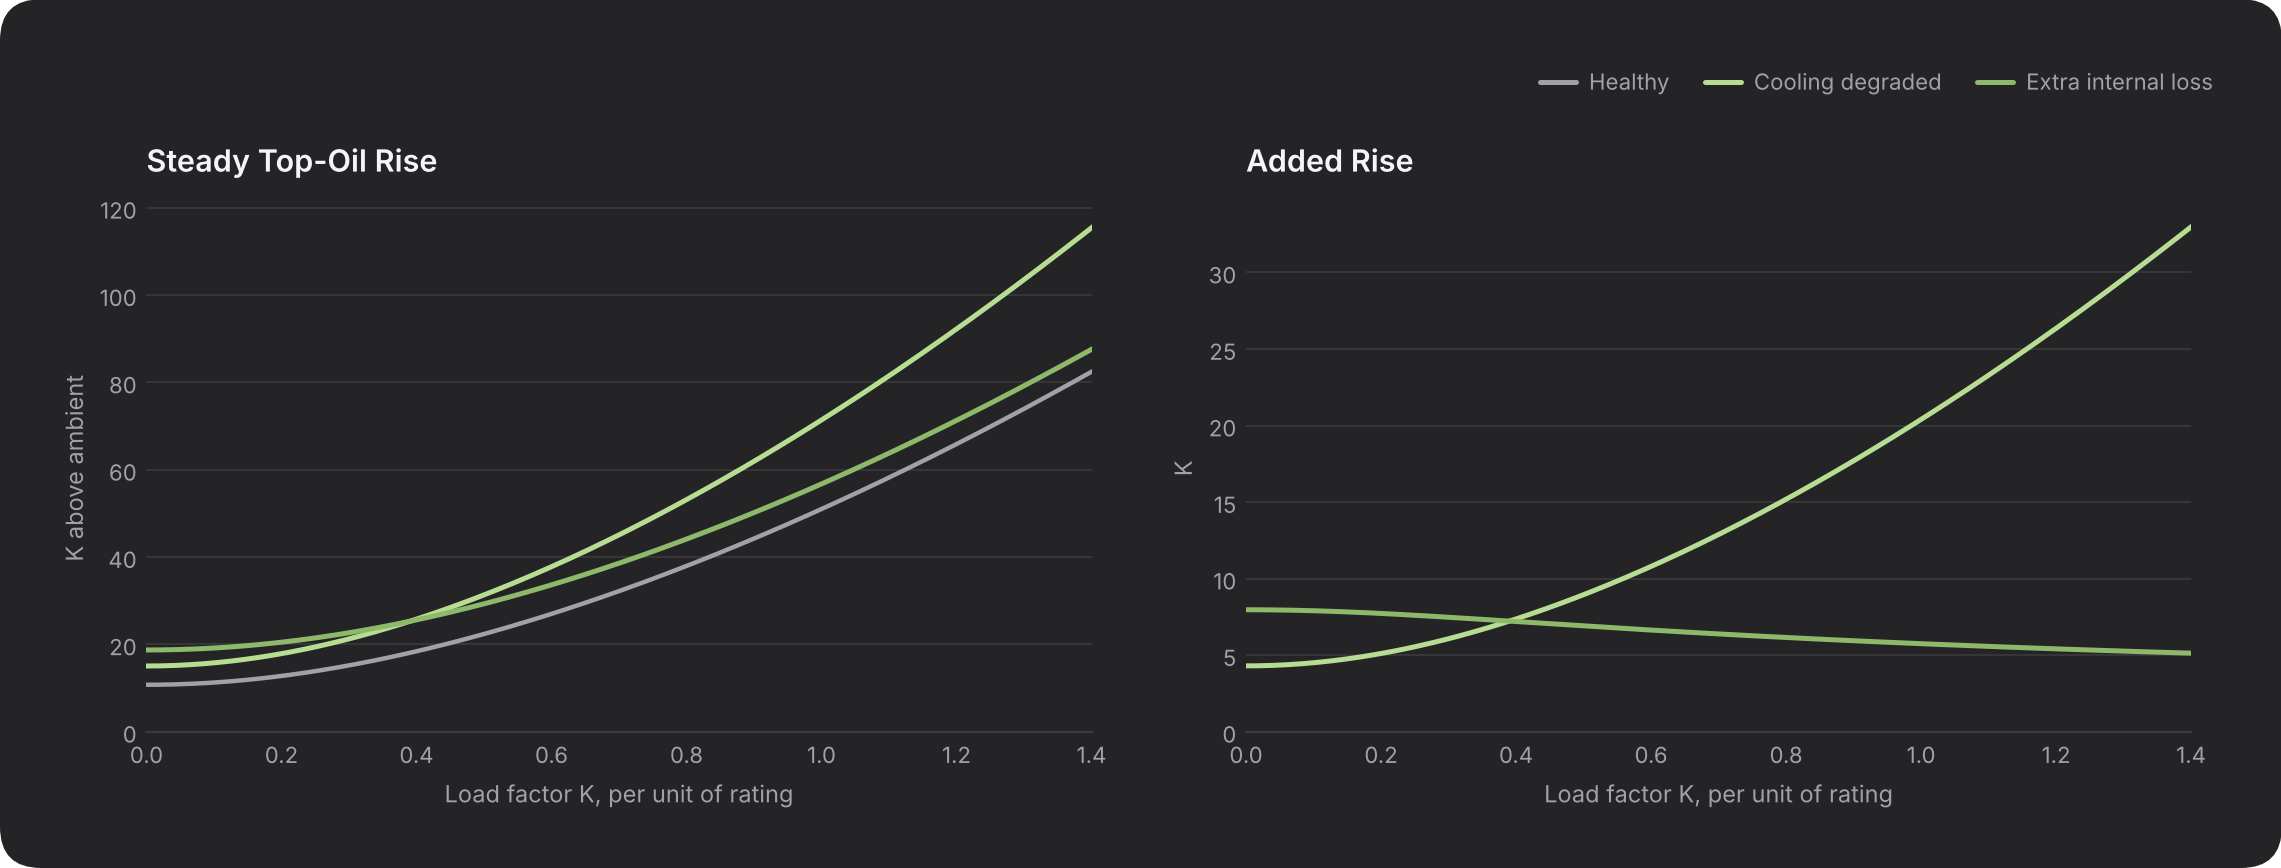 Healthy
Cooling degraded
Extra internal loss
Steady Top-Oil Rise
K above ambient
120
100
80
60
40
20
0
0.0 0.2 0.4 0.6 0.8 1.0 1.2 1.4
Load factor K, per unit of rating
Added Rise
K
30
25
20
15
10
5
0
0.0 0.2 0.4 0.6 0.8 1.0 1.2 1.4
Load factor K, per unit of rating